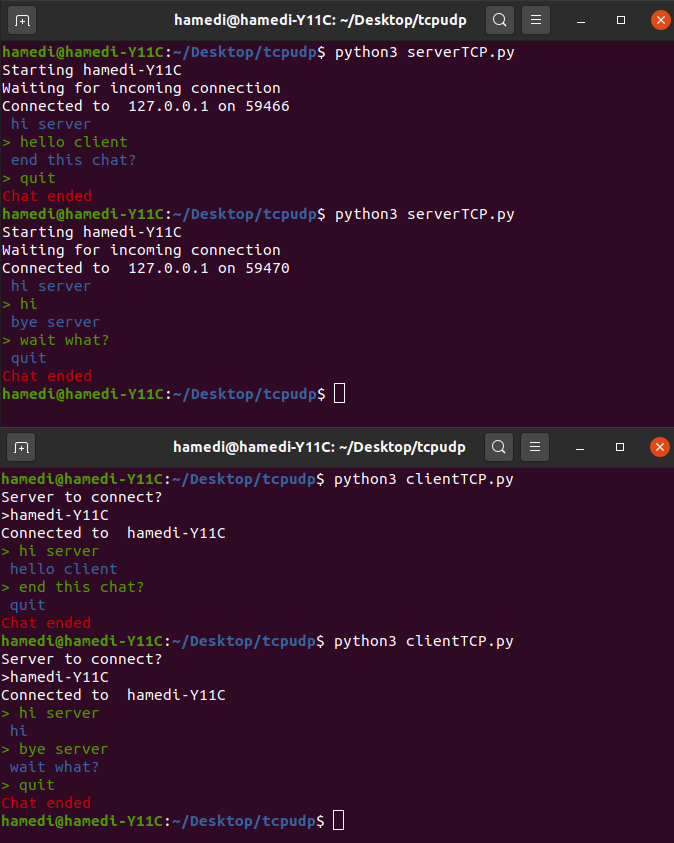 hamedi@hamedi-Y11C: ~/Desktop/tcpudp
hamedi@hamedi-Y11C:~/Desktop/tcpudp$ python3 serverTCP.py
Starting hamedi-Y11C
Waiting for incoming connection
Connected to  127.0.0.1 on 59466
 hi server
> hello client
 end this chat?
> quit
Chat ended
hamedi@hamedi-Y11C:~/Desktop/tcpudp$ python3 serverTCP.py
Starting hamedi-Y11C
Waiting for incoming connection
Connected to  127.0.0.1 on 59470
 hi server
> hi
 bye server
> wait what?
 quit
Chat ended
hamedi@hamedi-Y11C:~/Desktop/tcpudp$
hamedi@hamedi-Y11C: ~/Desktop/tcpudp
hamedi@hamedi-Y11C:~/Desktop/tcpudp$ python3 clientTCP.py
Server to connect?
>hamedi-Y11C
Connected to  hamedi-Y11C
> hi server
 hello client
> end this chat?
 quit
Chat ended
hamedi@hamedi-Y11C:~/Desktop/tcpudp$ python3 clientTCP.py
Server to connect?
>hamedi-Y11C
Connected to  hamedi-Y11C
> hi server
 hi
> bye server
 wait what?
> quit
Chat ended
hamedi@hamedi-Y11C:~/Desktop/tcpudp$